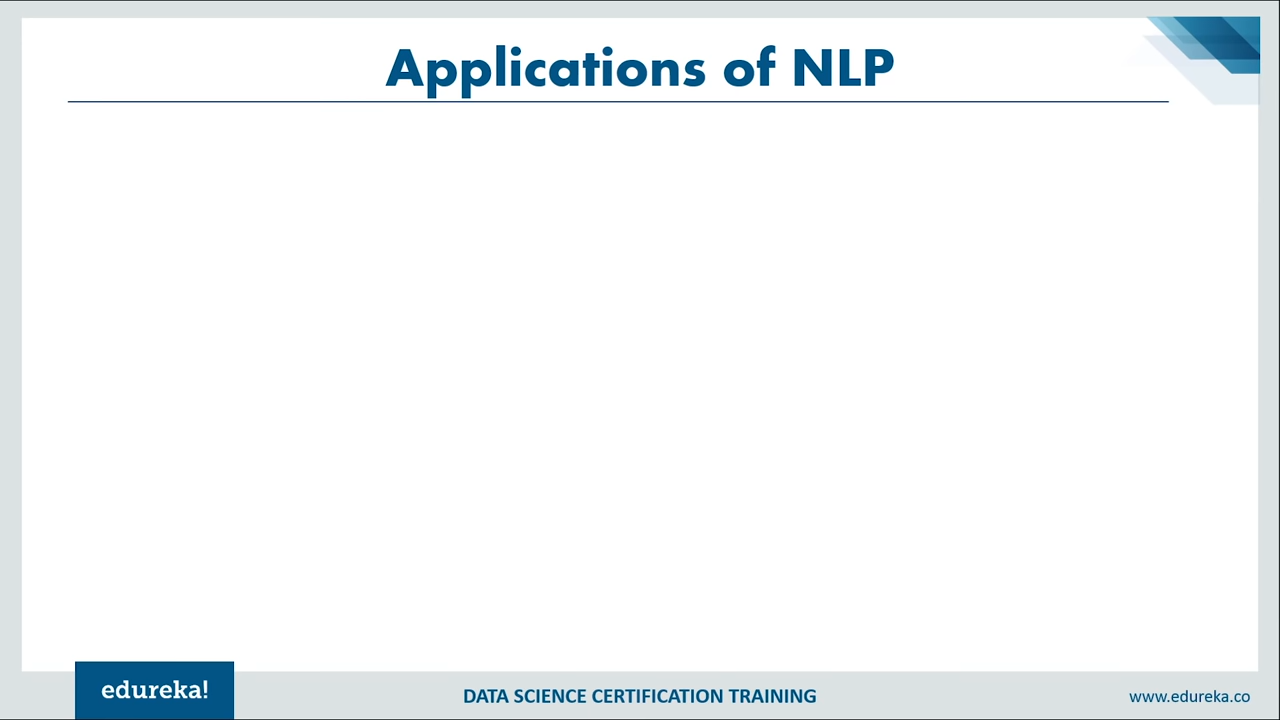 Applications of NLP
edureka!
DATA SCIENCE CERTIFICATION TRAINING
www.edureka.co